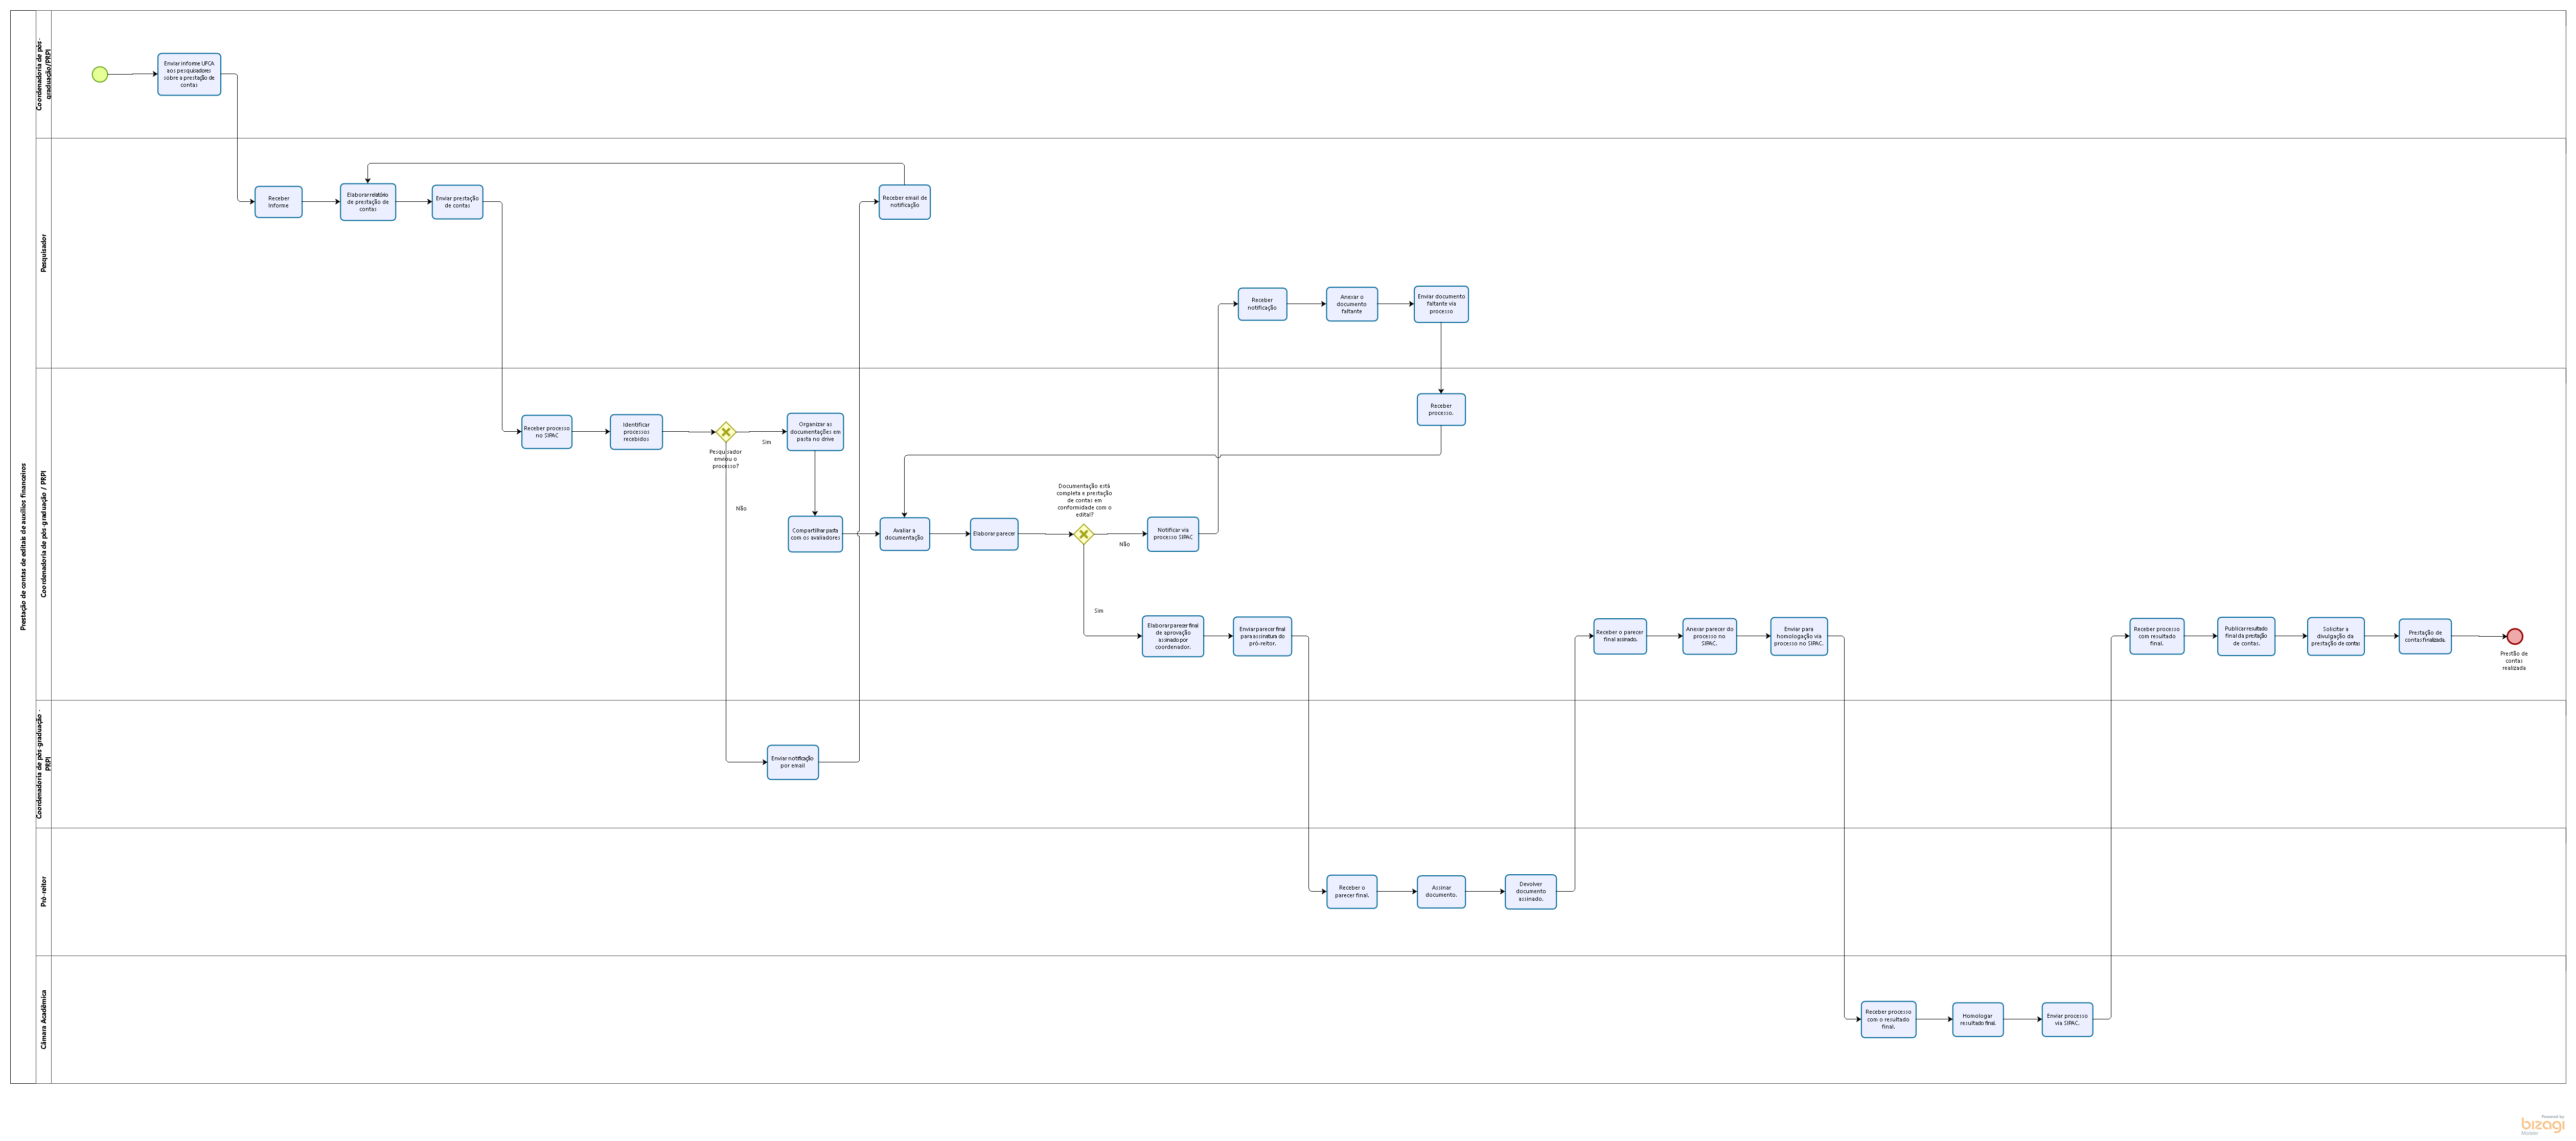 Prestação de contas de editais de auxílios financeiros
Coordenadoria de pós-
graduação/PRPI
Enviar informe UFCA
aos pesquisadores
sobre a prestação de
contas
Pesquisador
Receber
Informe
Elaborar relatório
de prestação de
contas
Enviar prestação
de contas
Receber email de
notificação
Receber
notificação
Anexar o
documento
faltante
Enviar documento
faltante via
processo
Coordenadoria de pós-graduação / PRPI
Receber
processo.
Receber processo
no SIPAC
Identificar
processos
recebidos
Pesquisador
enviou o
processo?
Sim
Não
Organizar as
documentações em
pasta no drive
Compartilhar pasta
com os avaliadores
Avaliar a
documentação
Elaborar parecer
Documentação está
completa e prestação
de contas em
conformidade com o
edital?
Não
Sim
Notificar via
processo SIPAC
Elaborar parecer final
de aprovação
assinado por
coordenador.
Enviar parecer final
para assinatura do
pró-reitor.
Receber o parecer
final assinado.
Anexar parecer do
processo no
SIPAC.
Enviar para
homologação via
processo no SIPAC.
Receber processo
com resultado
final.
Publicar resultado
final da prestação
de contas.
Solicitar a
divulgação da
prestação de contas
Prestação de
contas finalizada.
Prestão de
contas
realizada
Coordenadoria de pós-graduação -
PRPI
Enviar notificação
por email
Pró-reitor
Receber o
parecer final.
Assinar
documento.
Devolver
documento
assinado.
Câmara Acadêmica
Receber processo
com o resultado
final.
Homologar
resultado final.
Enviar processo
via SIPAC.
Powered by
bizagi
Modeler